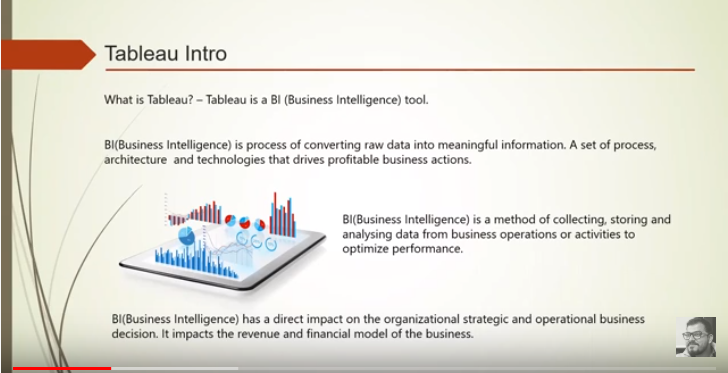 Tableau Intro
What is Tableau? – Tableau is a BI (Business Intelligence) tool.
BI(Business Intelligence) is process of converting raw data into meaningful information. A set of process,
architecture and technologies that drives profitable business actions.
BI(Business Intelligence) is a method of collecting, storing and
analysing data from business operations or activities to
optimize performance.
BI(Business Intelligence) has a direct impact on the organizational strategic and operational business
decision. It impacts the revenue and financial model of the business.